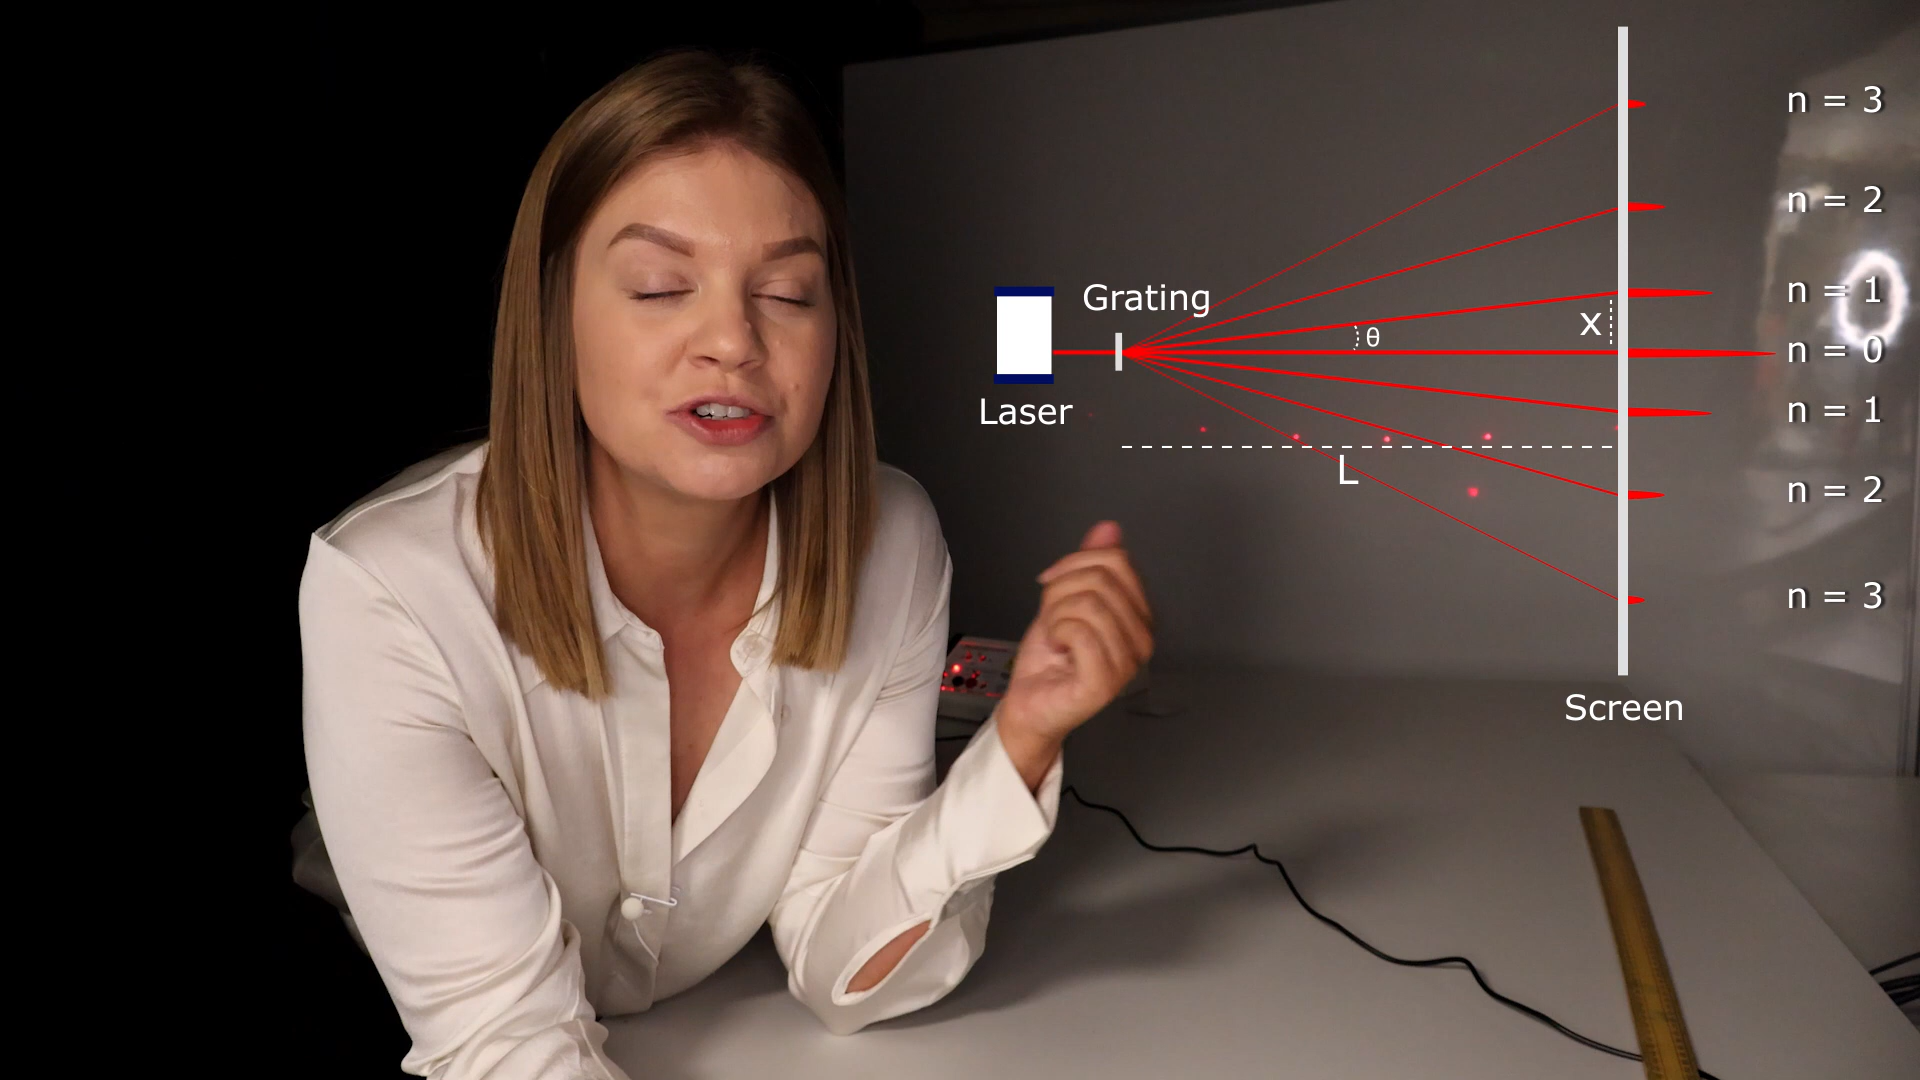 n = 3
n = 2
Grating
n = 1
x
θ
n = 0
Laser
n = 1
L
n = 2
n = 3
Screen